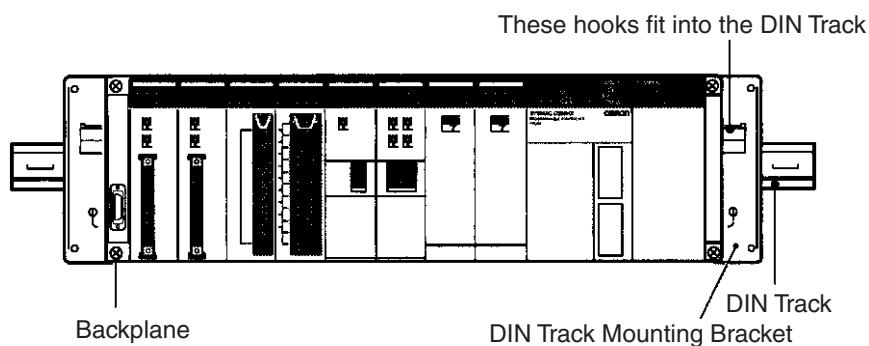 These hooks fit into the DIN Track
OMRON
Backplane
DIN Track
DIN Track Mounting Bracket